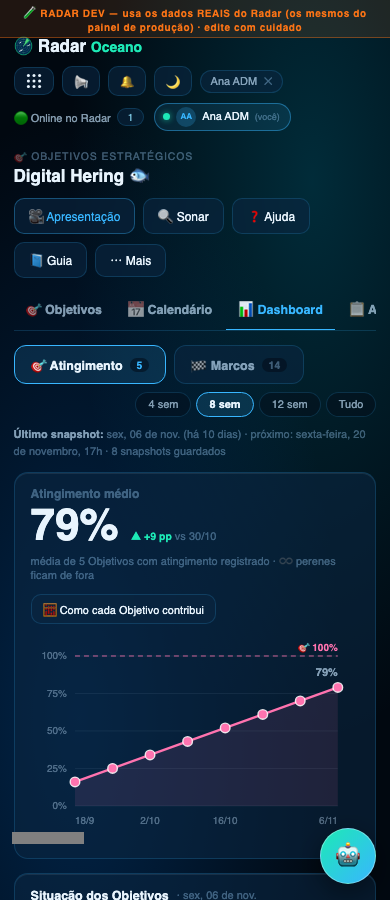 RADAR DEV — usa os dados REAIS do Radar (os mesmos do
painel de produção) · edite com cuidado
Radar Oceano
Ana ADM ✕
Online no Radar 1
AA Ana ADM (você)
OBJETIVOS ESTRATÉGICOS
Digital Hering
Apresentação
Sonar
Ajuda
Guia
··· Mais
Objetivos
Calendário
Dashboard
A
Atingimento 5
Marcos 14
4 sem
8 sem
12 sem
Tudo
Último snapshot: sex, 06 de nov. (há 10 dias) · próximo: sexta-feira, 20
de novembro, 17h · 8 snapshots guardados
Atingimento médio
79% ▲ +9 pp vs 30/10
média de 5 Objetivos com atingimento registrado · ♾ perenes
ficam de fora
Como cada Objetivo contribui
100%
100%
79%
75%
50%
25%
0%
18/9 2/10 16/10 6/11
Situação dos Objetivos · sex, 06 de nov.